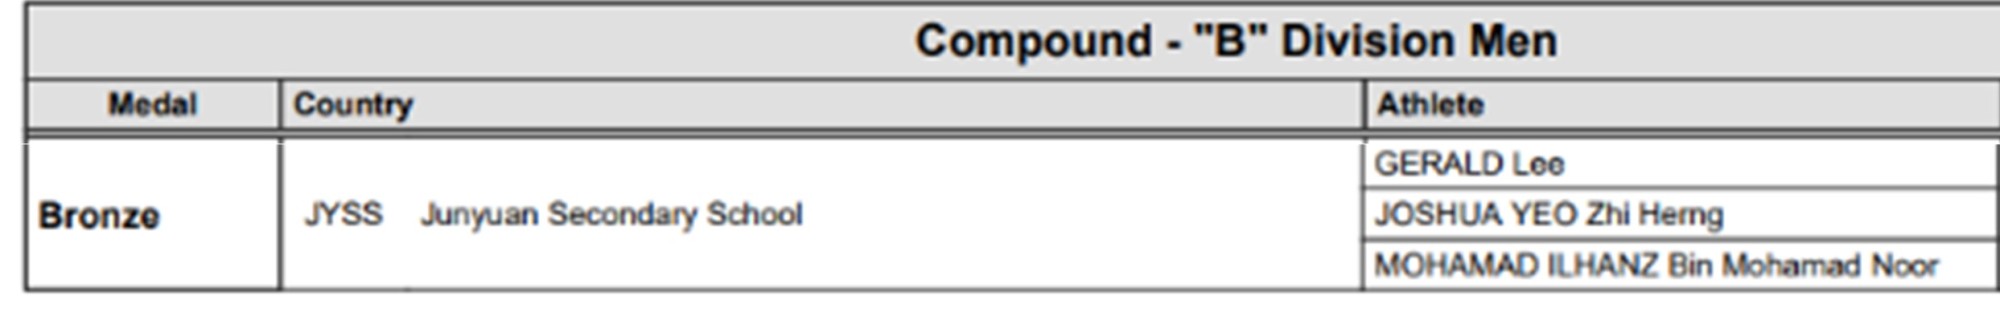 Compound - "B" Division Men
Medal Country Athlete
GERALD Lee
Bronze JYSS Junyuan Secondary School JOSHUA YEO Zhi Herng
MOHAMAD ILHANZ Bin Mohamad Noor